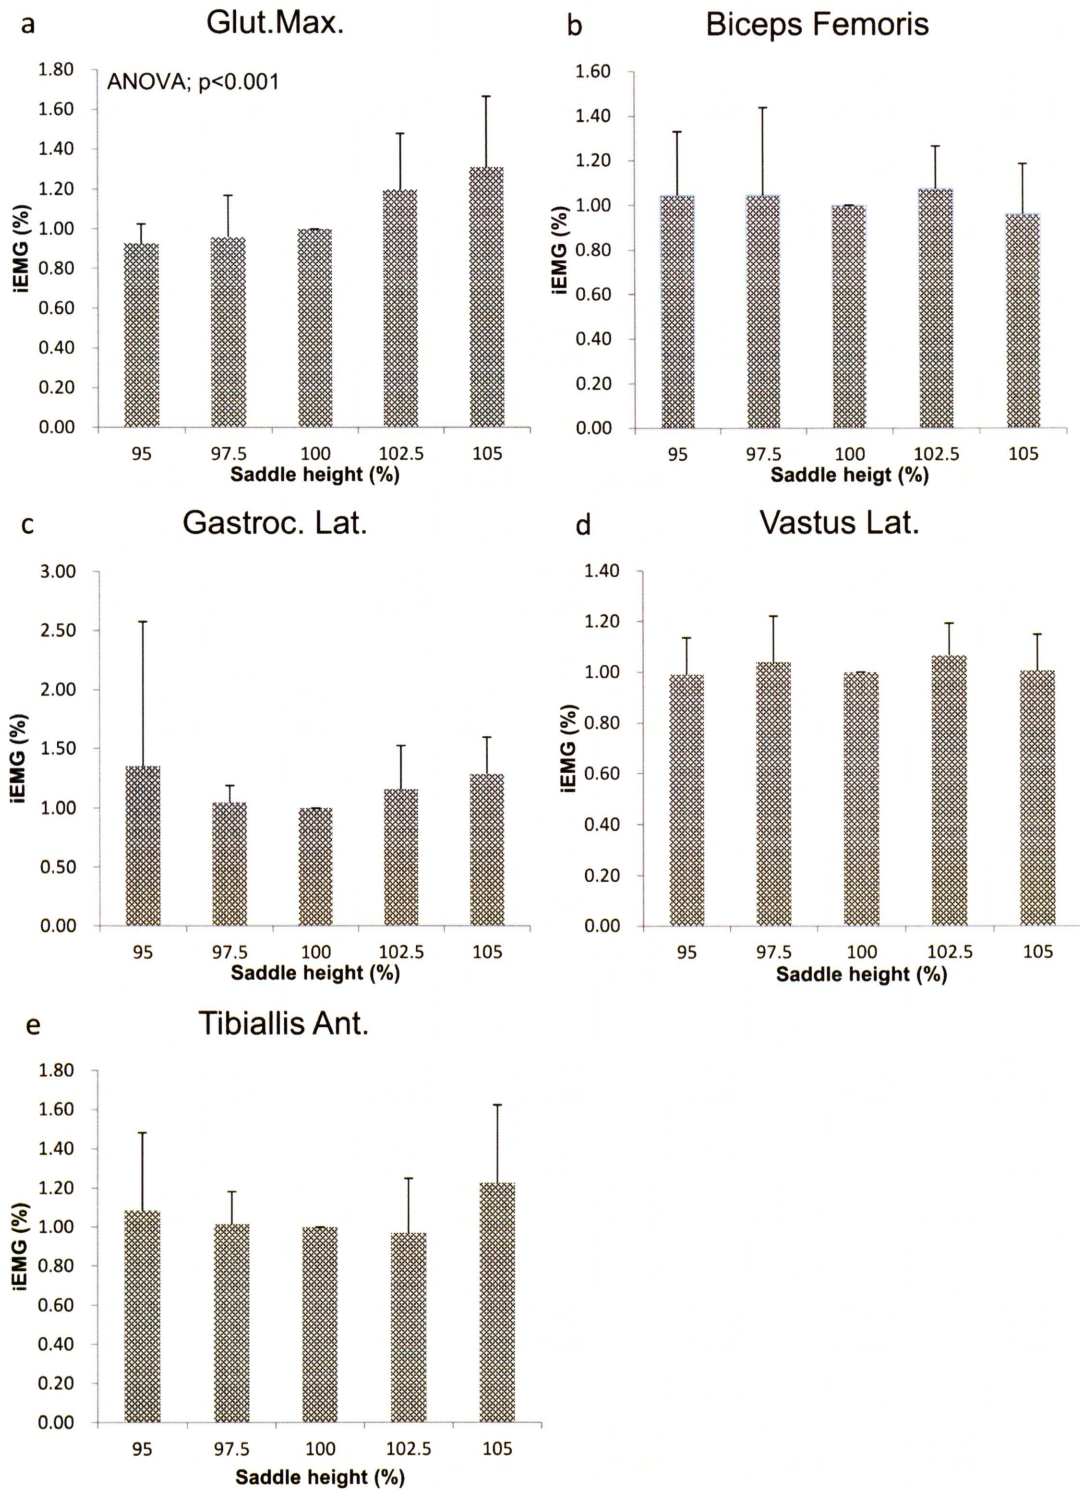 a
Glut.Max.
ANOVA; p<0.001
iEMG (%)
1.80
1.60
1.40
1.20
1.00
0.80
0.60
0.40
0.20
0.00
95 97.5 100 102.5 105
Saddle height (%)
b
Biceps Femoris
iEMG (%)
1.60
1.40
1.20
1.00
0.80
0.60
0.40
0.20
0.00
95 97.5 100 102.5 105
Saddle heigt (%)
c
Gastroc. Lat.
iEMG (%)
3.00
2.50
2.00
1.50
1.00
0.50
0.00
95 97.5 100 102.5 105
Saddle height (%)
d
Vastus Lat.
iEMG (%)
1.40
1.20
1.00
0.80
0.60
0.40
0.20
0.00
95 97.5 100 102.5 105
Saddle height (%)
e
Tibiallis Ant.
iEMG (%)
1.80
1.60
1.40
1.20
1.00
0.80
0.60
0.40
0.20
0.00
95 97.5 100 102.5 105
Saddle height (%)